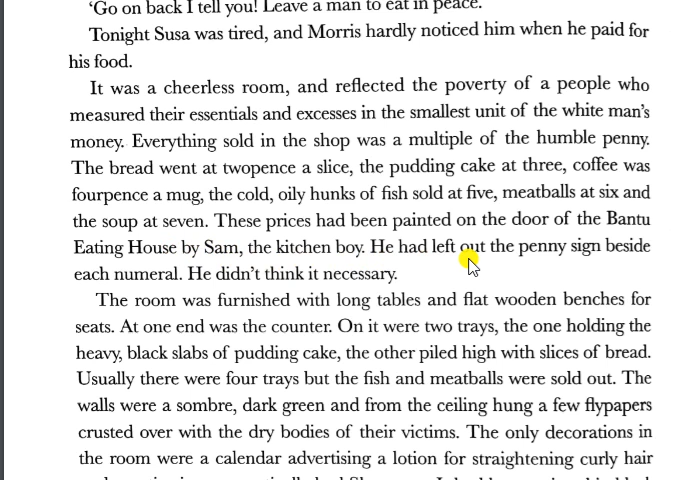 ‘Go on back I tell you! Leave a man to eat in peace.
Tonight Susa was tired, and Morris hardly noticed him when he paid for
his food.
It was a cheerless room, and reflected the poverty of a people who
measured their essentials and excesses in the smallest unit of the white man’s
money. Everything sold in the shop was a multiple of the humble penny.
The bread went at twopence a slice, the pudding cake at three, coffee was
fourpence a mug, the cold, oily hunks of fish sold at five, meatballs at six and
the soup at seven. These prices had been painted on the door of the Bantu
Eating House by Sam, the kitchen boy. He had left out the penny sign beside
each numeral. He didn’t think it necessary.
The room was furnished with long tables and flat wooden benches for
seats. At one end was the counter. On it were two trays, the one holding the
heavy, black slabs of pudding cake, the other piled high with slices of bread.
Usually there were four trays but the fish and meatballs were sold out. The
walls were a sombre, dark green and from the ceiling hung a few flypapers
crusted over with the dry bodies of their victims. The only decorations in
the room were a calendar advertising a lotion for straightening curly hair